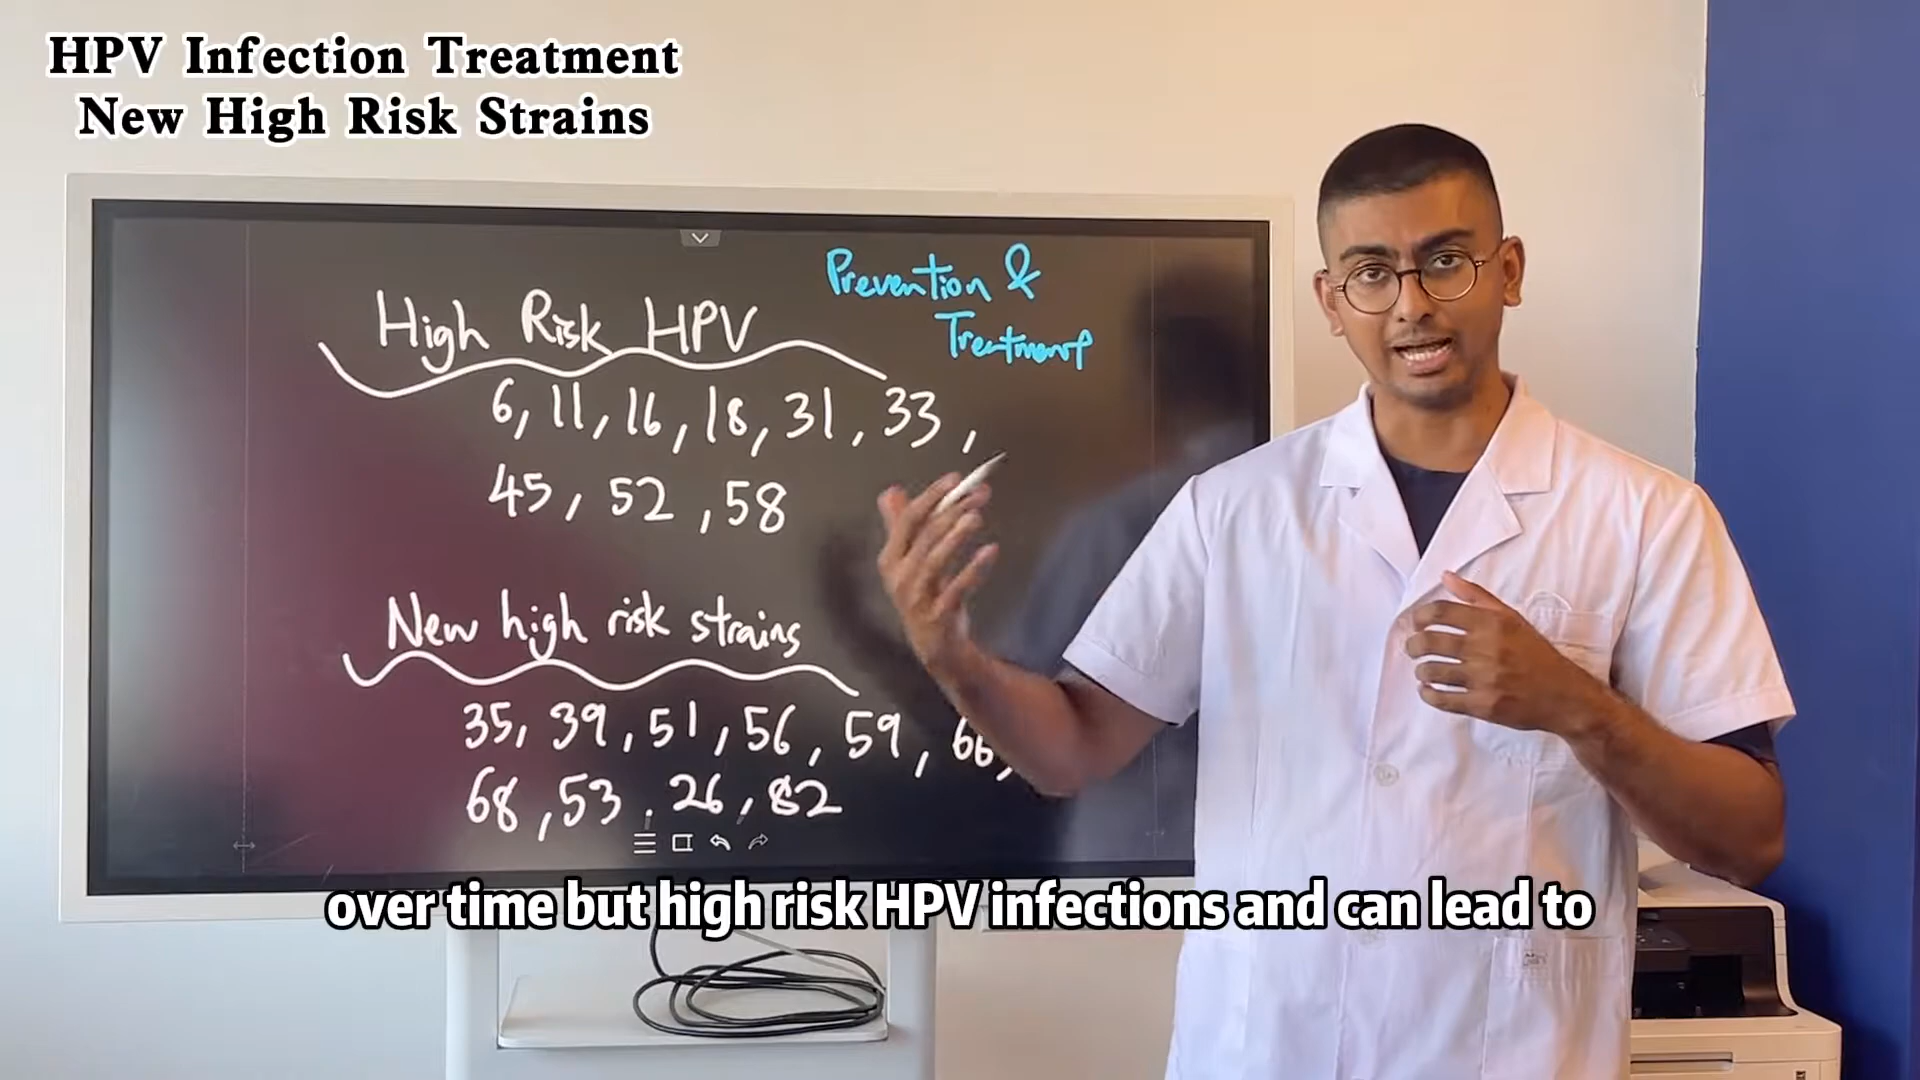 HPV Infection Treatment
New High Risk Strains
Prevention &
Treatment
High Risk HPV
6, 11, 16, 18, 31, 33,
45, 52, 58
New high risk strains
35, 39, 51, 56, 59, 66,
68, 53, 26, 82
over time but high risk HPV infections and can lead to